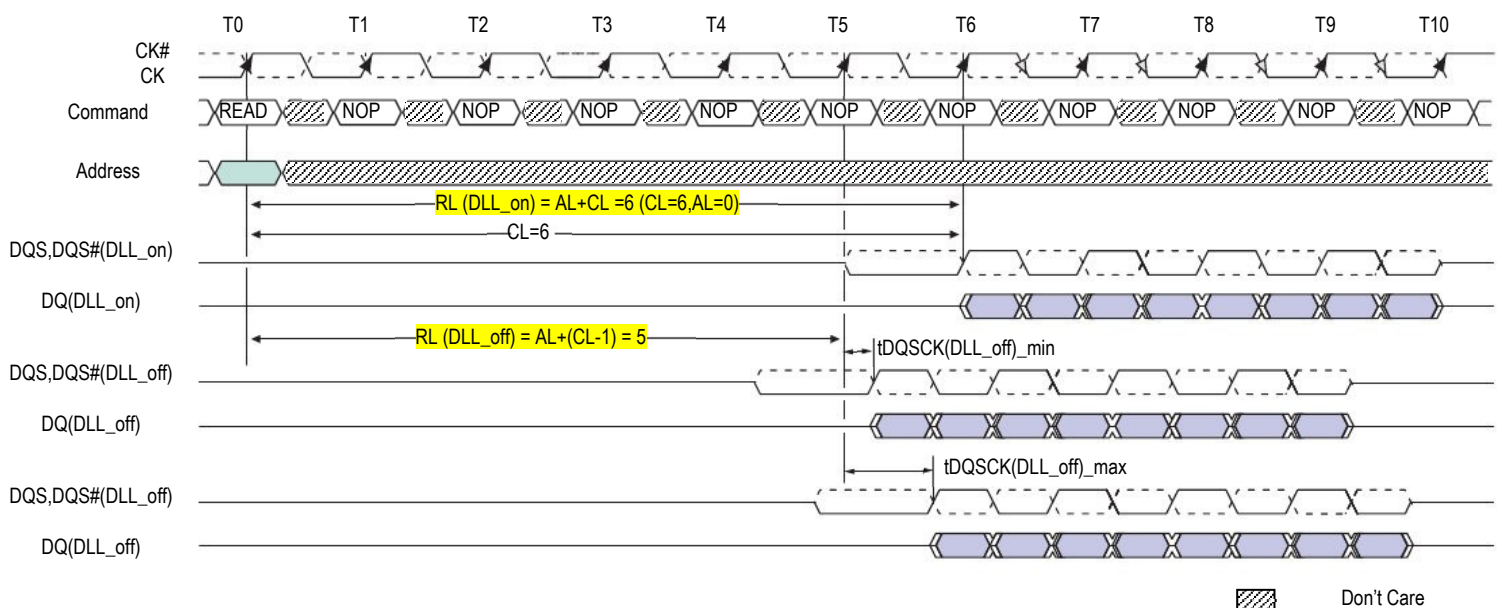 T0 T1 T2 T3 T4 T5 T6 T7 T8 T9 T10
CK#
CK
Command
READ NOP NOP NOP NOP NOP NOP NOP NOP NOP NOP
Address
RL (DLL_on) = AL+CL =6 (CL=6,AL=0)
CL=6
DQS,DQS#(DLL_on)
DQ(DLL_on)
RL (DLL_off) = AL+(CL-1) = 5
tDQSCK(DLL_off)_min
DQS,DQS#(DLL_off)
DQ(DLL_off)
tDQSCK(DLL_off)_max
DQS,DQS#(DLL_off)
DQ(DLL_off)
Don't Care